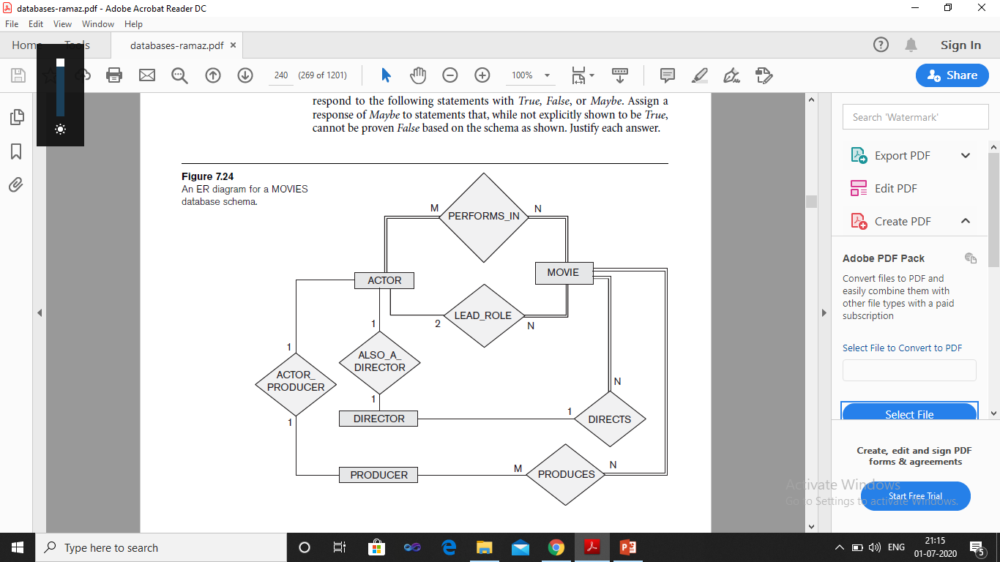 databases-ramaz.pdf - Adobe Acrobat Reader DC
File Edit View Window Help
Home Tools databases-ramaz.pdf × Sign In
240 (269 of 1201) 100% Share
respond to the following statements with True, False, or Maybe. Assign a
response of Maybe to statements that, while not explicitly shown to be True,
cannot be proven False based on the schema as shown. Justify each answer.
Figure 7.24
An ER diagram for a MOVIES
database schema.
M PERFORMS_IN N
MOVIE
ACTOR
1 2 LEAD_ROLE N
1 ALSO_A_
DIRECTOR
ACTOR_
PRODUCER
N
1 1
DIRECTOR 1 DIRECTS
PRODUCER M PRODUCES N
Search 'Watermark'
Export PDF
Edit PDF
Create PDF
Adobe PDF Pack
Convert files to PDF and
easily combine them with
other file types with a paid
subscription
Select File to Convert to PDF
Select File
Create, edit and sign PDF
forms & agreements
Start Free Trial
Activate Windows
Go to Settings to activate Windows.
Type here to search
ENG
21:15
01-07-2020
5